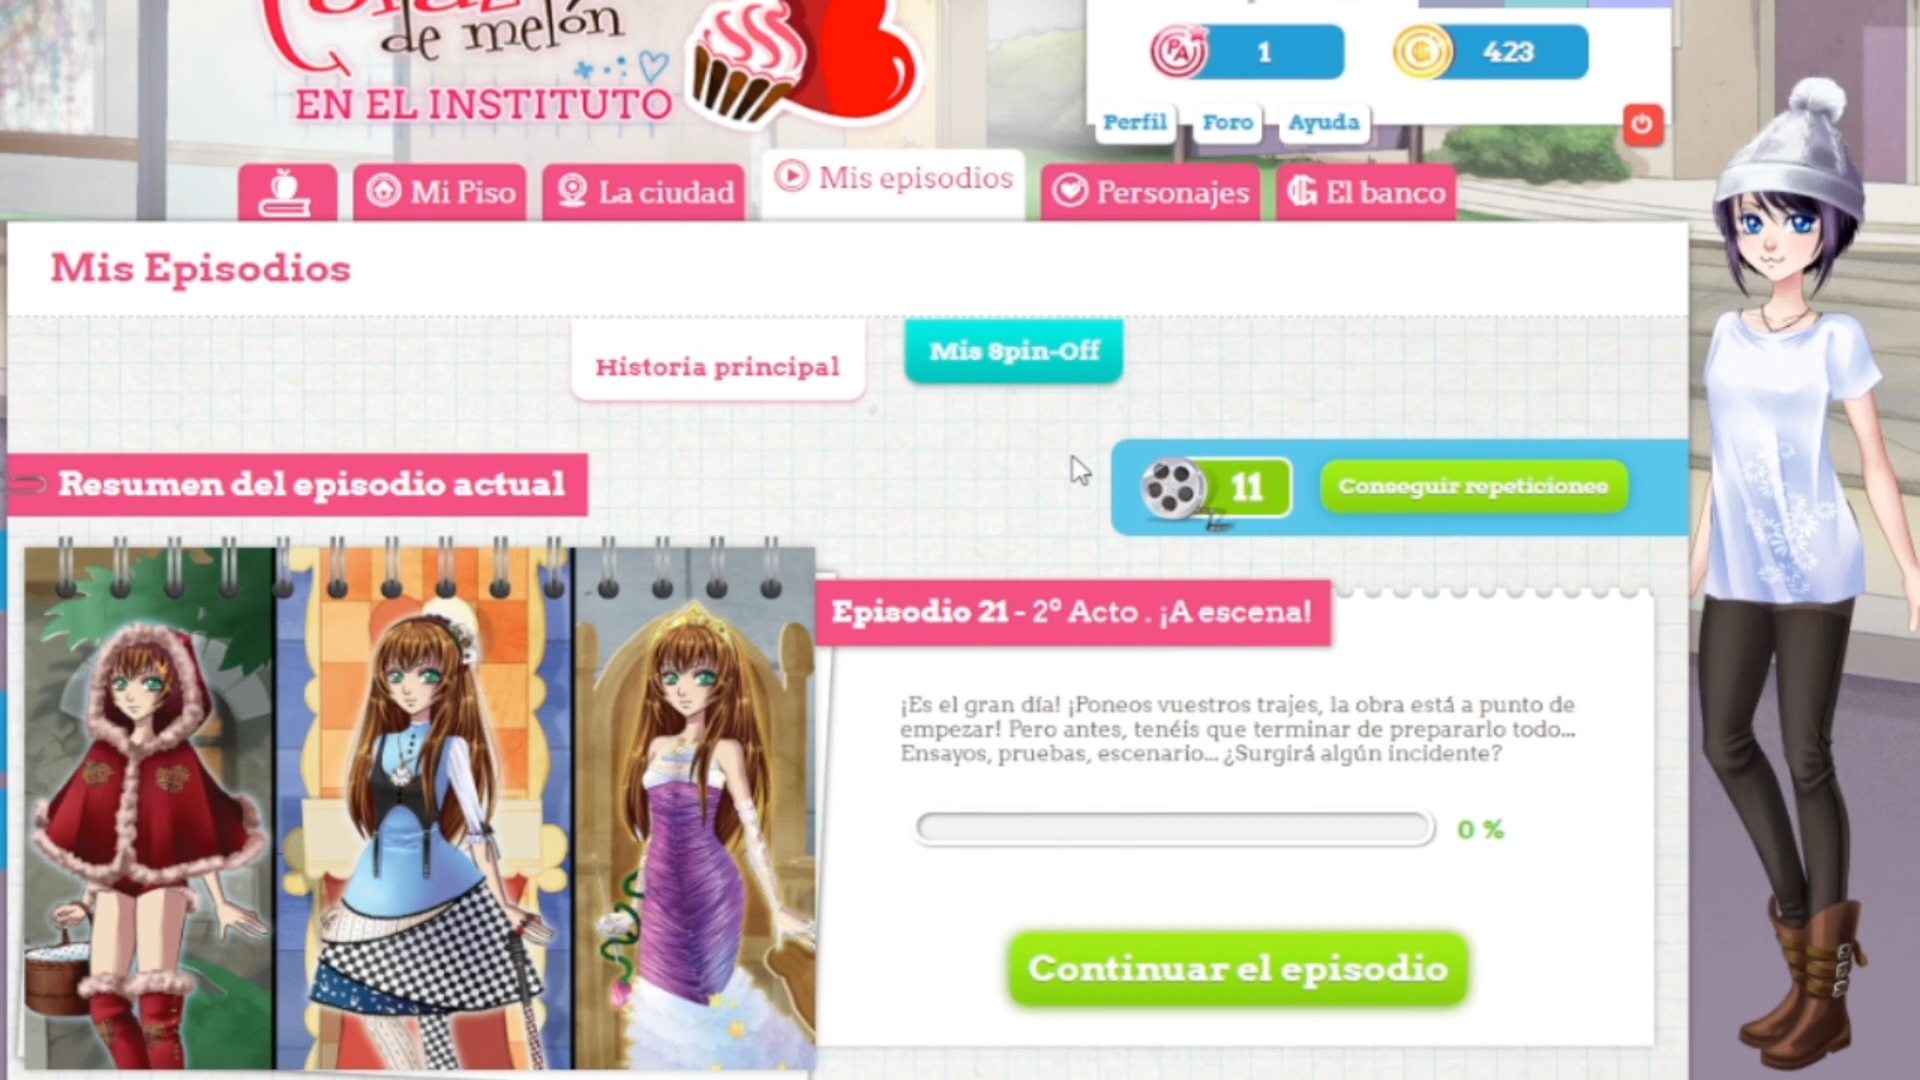 de melón
EN EL INSTITUTO
PA 1
423
Perfil
Foro
Ayuda
Mi Piso
La ciudad
Mis episodios
Personajes
El banco
Mis Episodios
Historia principal
Mis Spin-Off
Resumen del episodio actual
11
Conseguir repeticiones
Episodio 21 - 2º Acto . ¡A escena!
¡Es el gran día! ¡Poneos vuestros trajes, la obra está a punto de
empezar! Pero antes, tenéis que terminar de prepararlo todo...
Ensayos, pruebas, escenario... ¿Surgirá algún incidente?
0 %
Continuar el episodio